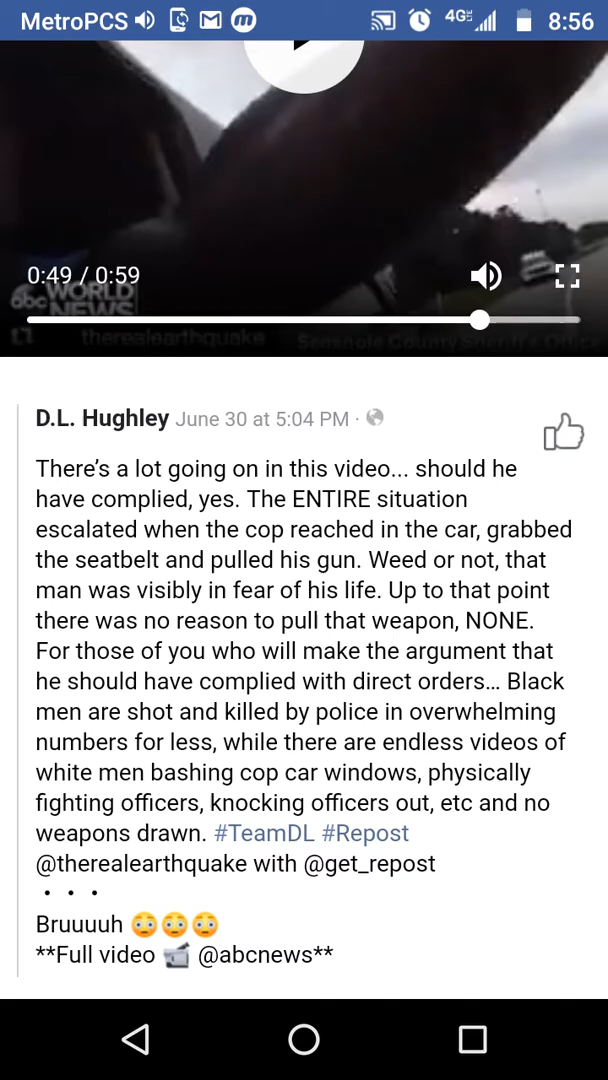 MetroPCS 4GE 8:56
0:49 / 0:59
abc WORLD
NEWS
therealearthquake Seminole County Sheriff's Office
D.L. Hughley June 30 at 5:04 PM ·
There's a lot going on in this video... should he
have complied, yes. The ENTIRE situation
escalated when the cop reached in the car, grabbed
the seatbelt and pulled his gun. Weed or not, that
man was visibly in fear of his life. Up to that point
there was no reason to pull that weapon, NONE.
For those of you who will make the argument that
he should have complied with direct orders... Black
men are shot and killed by police in overwhelming
numbers for less, while there are endless videos of
white men bashing cop car windows, physically
fighting officers, knocking officers out, etc and no
weapons drawn. #TeamDL #Repost
@therealearthquake with @get_repost
・・・
Bruuuuh 😳😳😳
**Full video 📹 @abcnews**